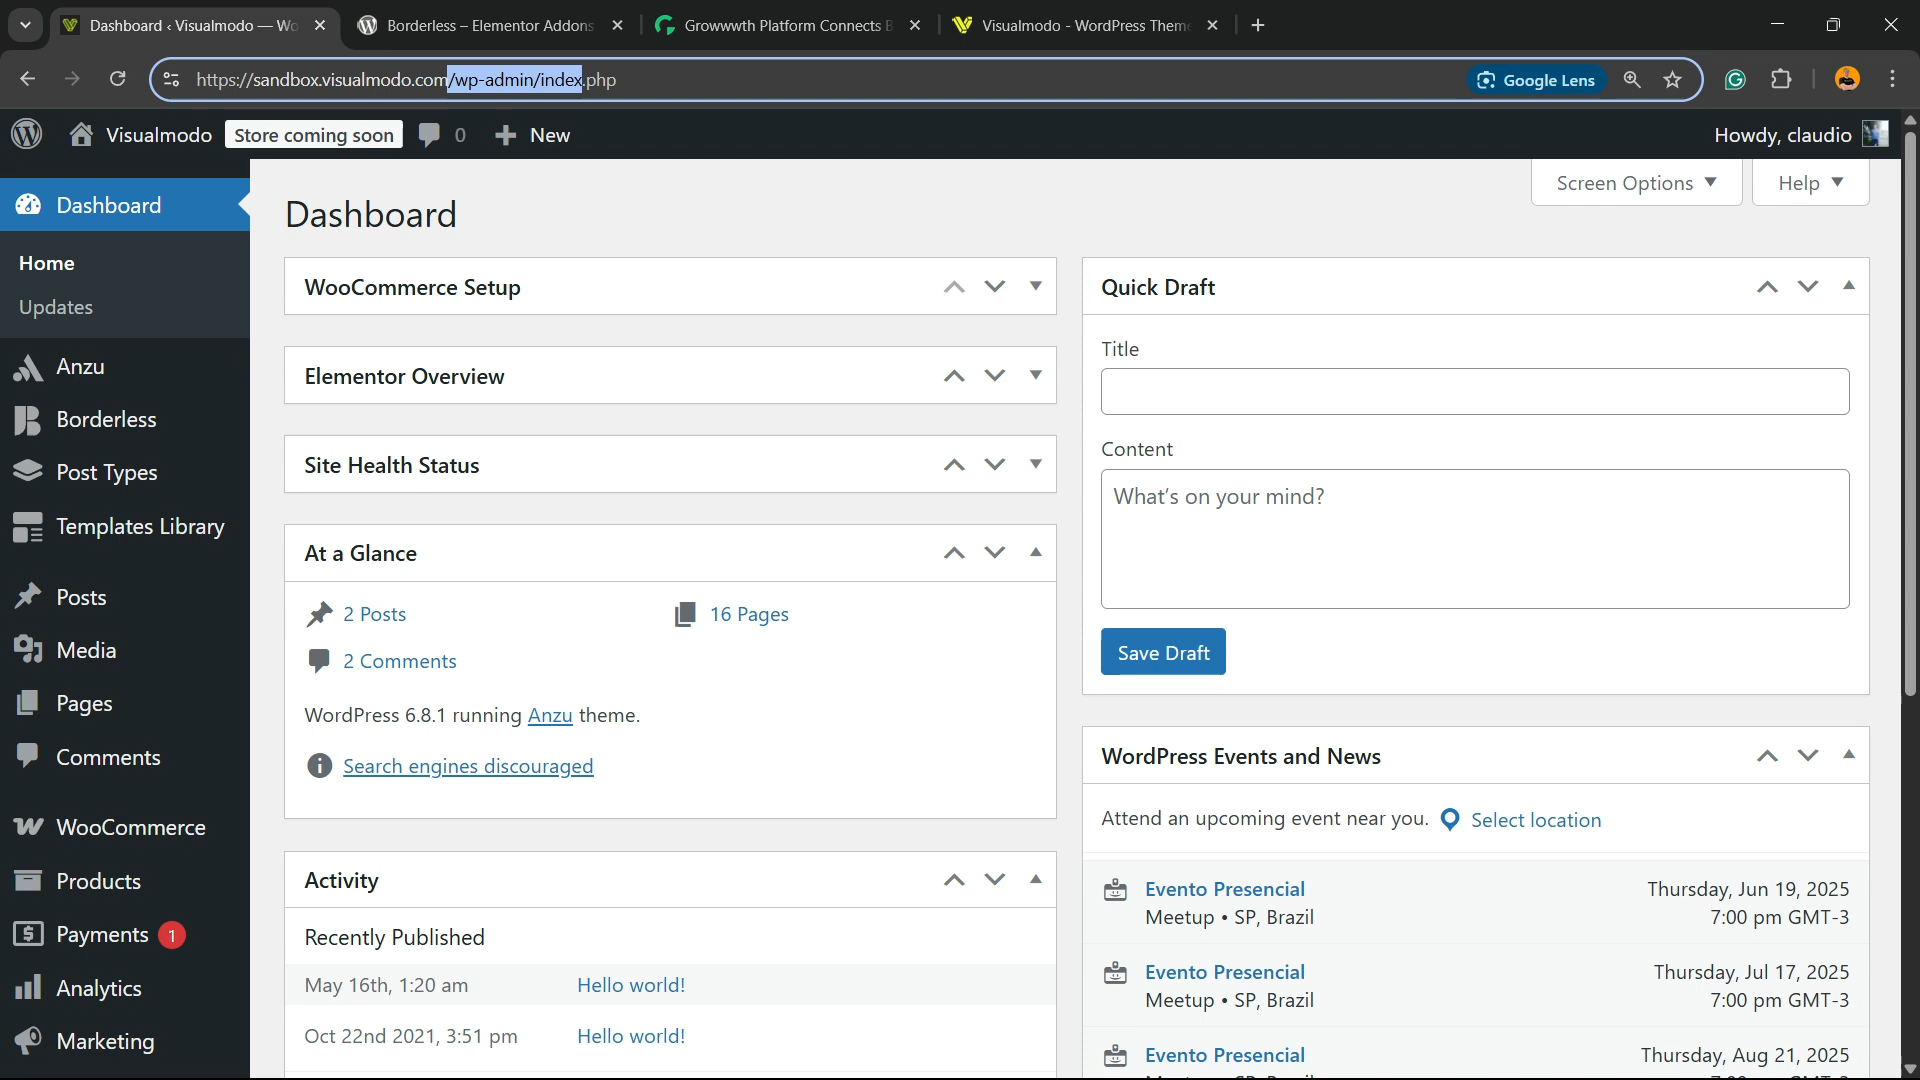 Dashboard ‹ Visualmodo — Wo
Borderless – Elementor Addons
Growwwth Platform Connects B
Visualmodo - WordPress Theme
https://sandbox.visualmodo.com/wp-admin/index.php
Google Lens
Visualmodo
Store coming soon
0
New
Howdy, claudio
Dashboard
Home
Updates
Anzu
Borderless
Post Types
Templates Library
Posts
Media
Pages
Comments
WooCommerce
Products
Payments 1
Analytics
Marketing
Screen Options
Help
Dashboard
WooCommerce Setup
Elementor Overview
Site Health Status
At a Glance
2 Posts
16 Pages
2 Comments
WordPress 6.8.1 running Anzu theme.
Search engines discouraged
Activity
Recently Published
May 16th, 1:20 am
Hello world!
Oct 22nd 2021, 3:51 pm
Hello world!
Quick Draft
Title
Content
What's on your mind?
Save Draft
WordPress Events and News
Attend an upcoming event near you.
Select location
Evento Presencial
Thursday, Jun 19, 2025
Meetup • SP, Brazil
7:00 pm GMT-3
Evento Presencial
Thursday, Jul 17, 2025
Meetup • SP, Brazil
7:00 pm GMT-3
Evento Presencial
Thursday, Aug 21, 2025